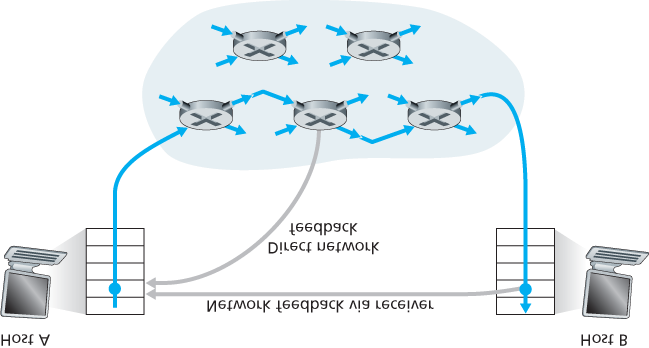 Host A
Network feedback via receiver
Direct network
feedback
Host B